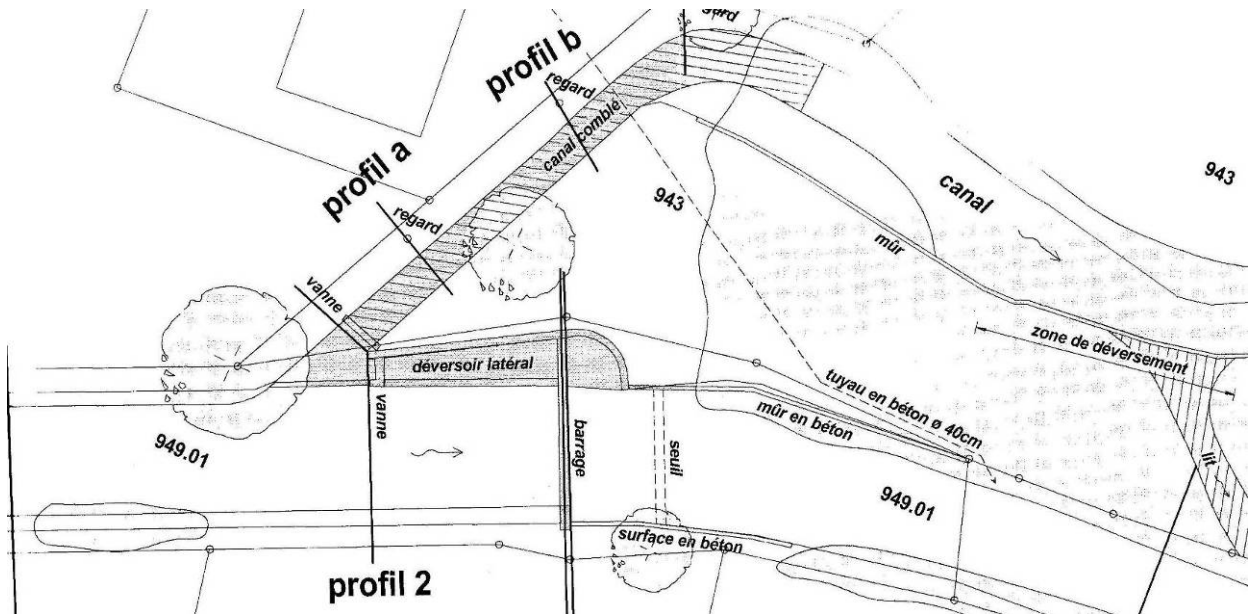 profil b
regard
canal comblé
profil a
regard
943
943
canal
mûr
vanne
zone de déversement
déversoir latéral
tuyau en béton ø 40cm
mûr en béton
vanne
949.01
barrage
seuil
949.01
lit
surface en béton
profil 2